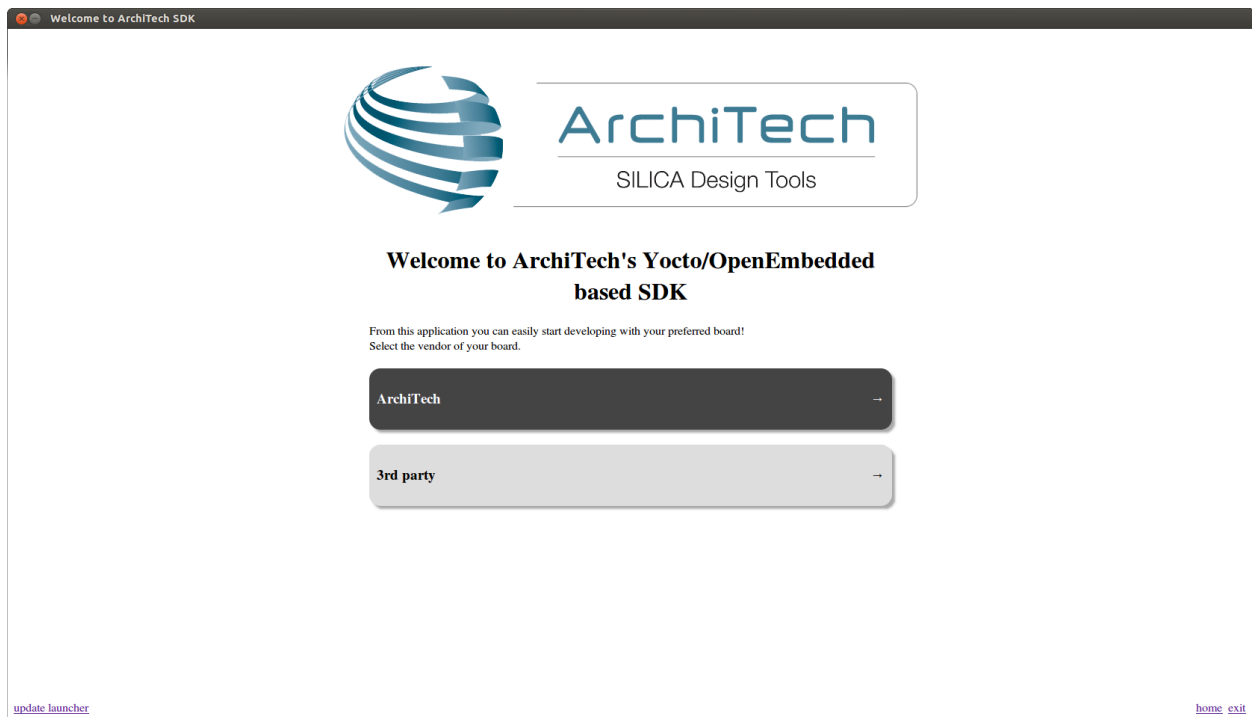 Welcome to ArchiTech SDK
ArchiTech
SILICA Design Tools
Welcome to ArchiTech's Yocto/OpenEmbedded
based SDK
From this application you can easily start developing with your preferred board!
Select the vendor of your board.
ArchiTech →
3rd party →
update launcher
home exit